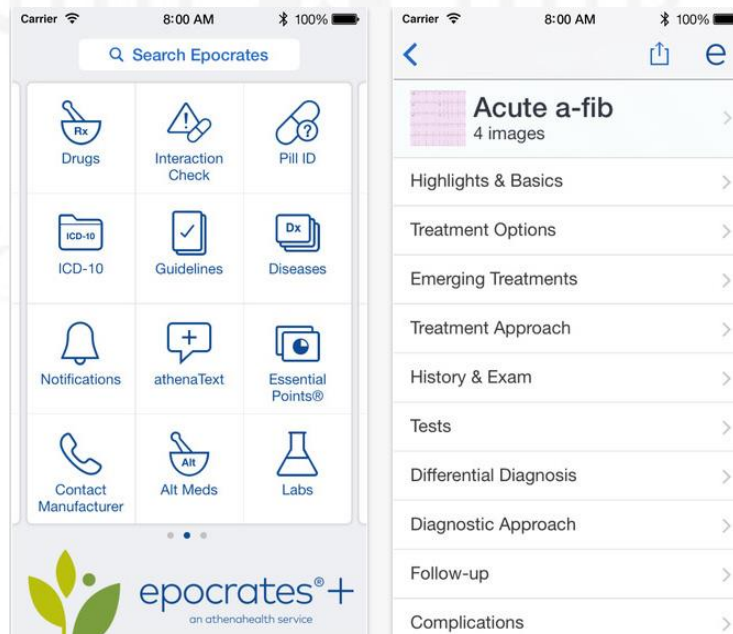 Carrier 8:00 AM 100%
Search Epocrates
Rx
Drugs
Interaction
Check
?
Pill ID
ICD-10
ICD-10
Guidelines
Dx
Diseases
Notifications
+
athenaText
Essential
Points®
Contact
Manufacturer
Alt
Alt Meds
Labs
epocrates®+
an athenahealth service
Carrier 8:00 AM 100%
e
Acute a-fib
4 images
Highlights & Basics
Treatment Options
Emerging Treatments
Treatment Approach
History & Exam
Tests
Differential Diagnosis
Diagnostic Approach
Follow-up
Complications